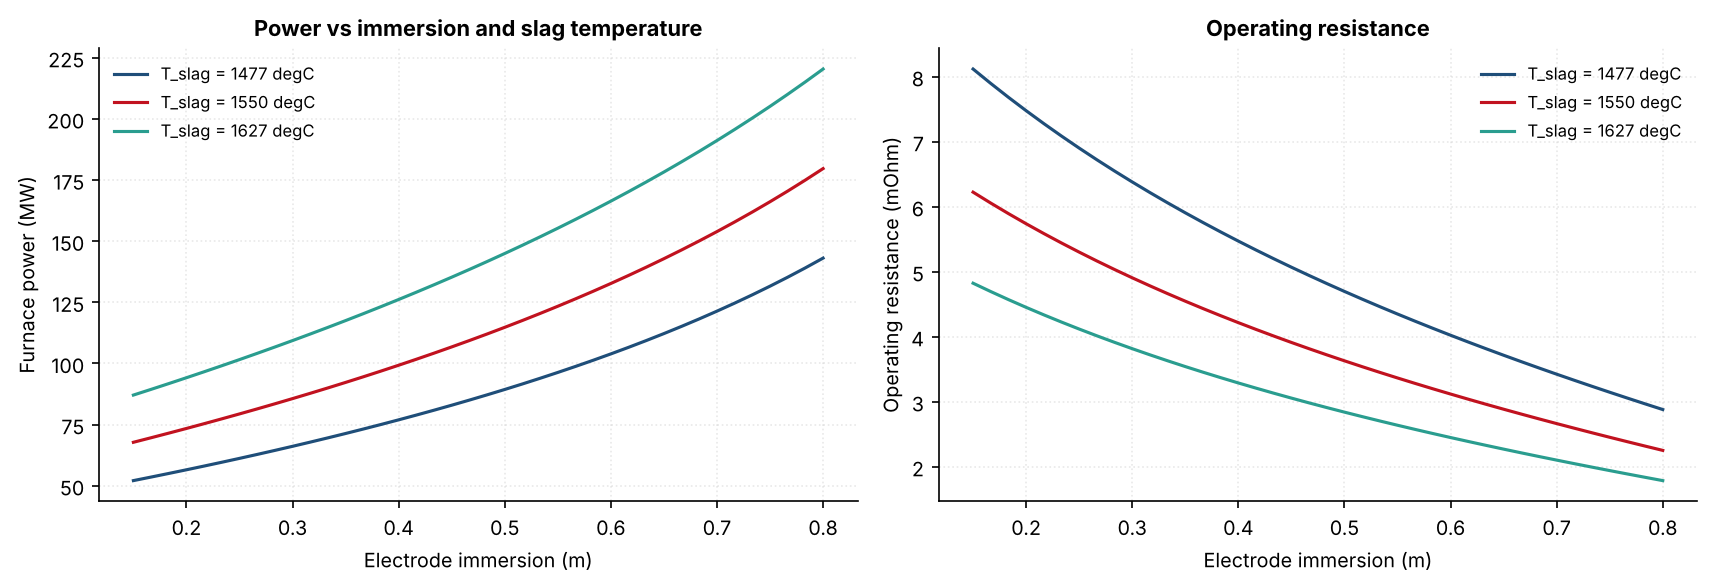 Power vs immersion and slag temperature
225
200
175
150
125
100
75
50
Furnace power (MW)
T_slag = 1477 degC
T_slag = 1550 degC
T_slag = 1627 degC
0.2 0.3 0.4 0.5 0.6 0.7 0.8
Electrode immersion (m)
Operating resistance
8
7
6
5
4
3
2
Operating resistance (mOhm)
T_slag = 1477 degC
T_slag = 1550 degC
T_slag = 1627 degC
0.2 0.3 0.4 0.5 0.6 0.7 0.8
Electrode immersion (m)